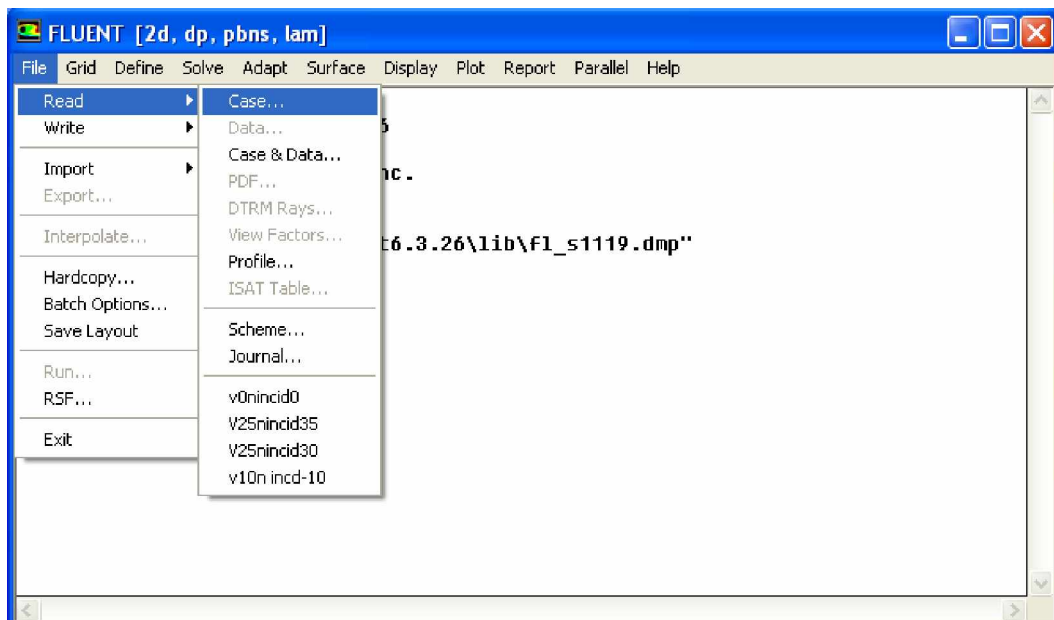 FLUENT [2d, dp, pbns, lam]
File Grid Define Solve Adapt Surface Display Plot Report Parallel Help
Read
Write
Import
Export...
Interpolate...
Hardcopy...
Batch Options...
Save Layout
Run...
RSF...
Exit
Case...
Data...
Case & Data...
PDF...
DTRM Rays...
View Factors...
Profile...
ISAT Table...
Scheme...
Journal...
v0nincid0
V25nincid35
V25nincid30
v10n incd-10
nc.
t6.3.26\lib\fl_s1119.dmp"